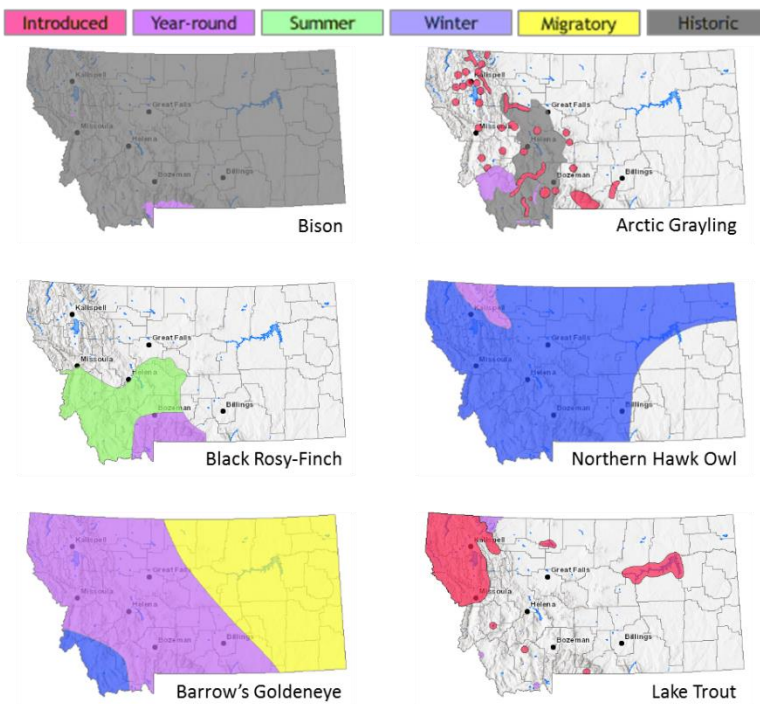 Introduced Year-round Summer Winter Migratory Historic
Kalispell
Great Falls
Missoula
Helena
Bozeman
Billings
Bison
Kalispell
Great Falls
Missoula
Helena
Bozeman
Billings
Arctic Grayling
Kalispell
Great Falls
Missoula
Helena
Bozeman
Billings
Black Rosy-Finch
Kalispell
Great Falls
Missoula
Helena
Bozeman
Billings
Northern Hawk Owl
Kalispell
Great Falls
Missoula
Helena
Bozeman
Billings
Barrow's Goldeneye
Kalispell
Great Falls
Missoula
Helena
Bozeman
Billings
Lake Trout